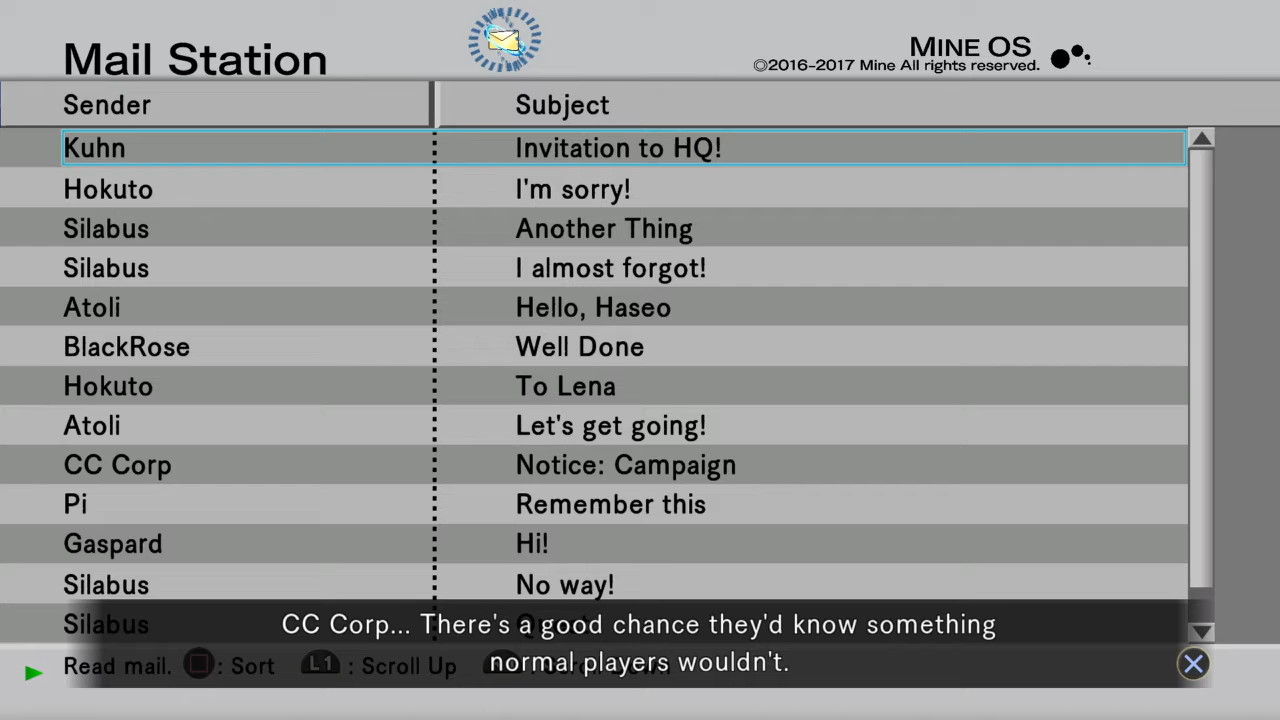 Mail Station
MINE OS
©2016-2017 Mine All rights reserved.
Sender Subject
Kuhn Invitation to HQ!
Hokuto I'm sorry!
Silabus Another Thing
Silabus I almost forgot!
Atoli Hello, Haseo
BlackRose Well Done
Hokuto To Lena
Atoli Let's get going!
CC Corp Notice: Campaign
Pi Remember this
Gaspard Hi!
Silabus No way!
Silabus
CC Corp... There's a good chance they'd know something
normal players wouldn't.
Read mail. : Sort L1 : Scroll Up